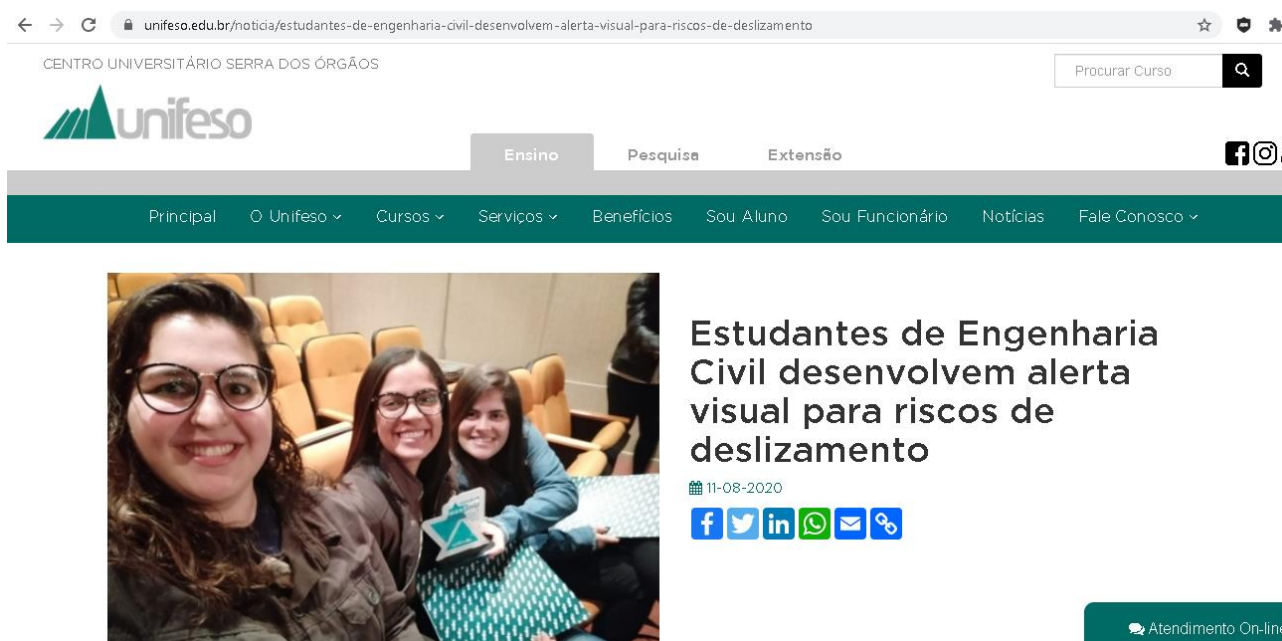 unifeso.edu.br/noticia/estudantes-de-engenharia-civil-desenvolvem-alerta-visual-para-riscos-de-deslizamento
CENTRO UNIVERSITÁRIO SERRA DOS ÓRGÃOS
Procurar Curso
unifeso
Ensino Pesquisa Extensão
Principal O Unifeso Cursos Serviços Benefícios Sou Aluno Sou Funcionário Notícias Fale Conosco
Estudantes de Engenharia
Civil desenvolvem alerta
visual para riscos de
deslizamento
11-08-2020
Atendimento On-line